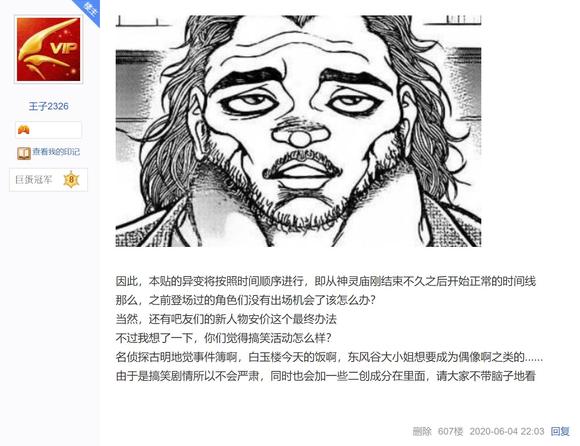 楼主
VIP
王子2326
查看我的印记
巨蛋冠军 8
因此，本贴的异变将按照时间顺序进行，即从神灵庙刚结束不久之后开始正常的时间线
那么，之前登场过的角色们没有出场机会了该怎么办？
当然，还有吧友们的新人物安价这个最终办法
不过我想了一下，你们觉得搞笑活动怎么样？
名侦探古明地觉事件簿啊，白玉楼今天的饭啊，东风谷大小姐想要成为偶像啊之类的......
由于是搞笑剧情所以不会严肃，同时也会加一些二创成分在里面，请大家不带脑子地看
删除 607楼 2020-06-04 22:03 回复